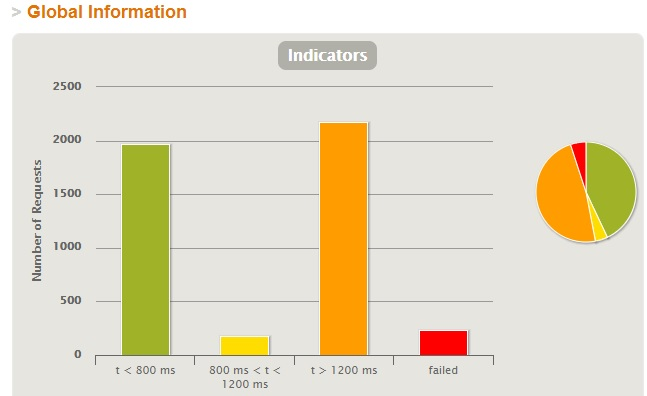 > Global Information
Indicators
2500
2000
1500
1000
500
0
Number of Requests
t < 800 ms
800 ms < t <
1200 ms
t > 1200 ms
failed